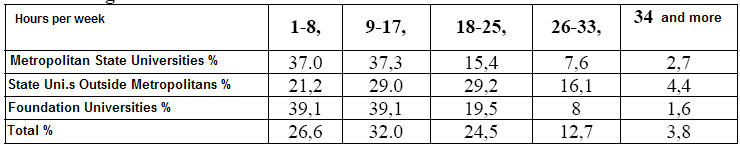 Hours per week 1-8, 9-17, 18-25, 26-33, 34 and more
Metropolitan State Universities % 37.0 37,3 15,4 7,6 2,7
State Uni.s Outside Metropolitans % 21,2 29.0 29,2 16,1 4,4
Foundation Universities % 39,1 39,1 19,5 8 1,6
Total % 26,6 32.0 24,5 12,7 3,8